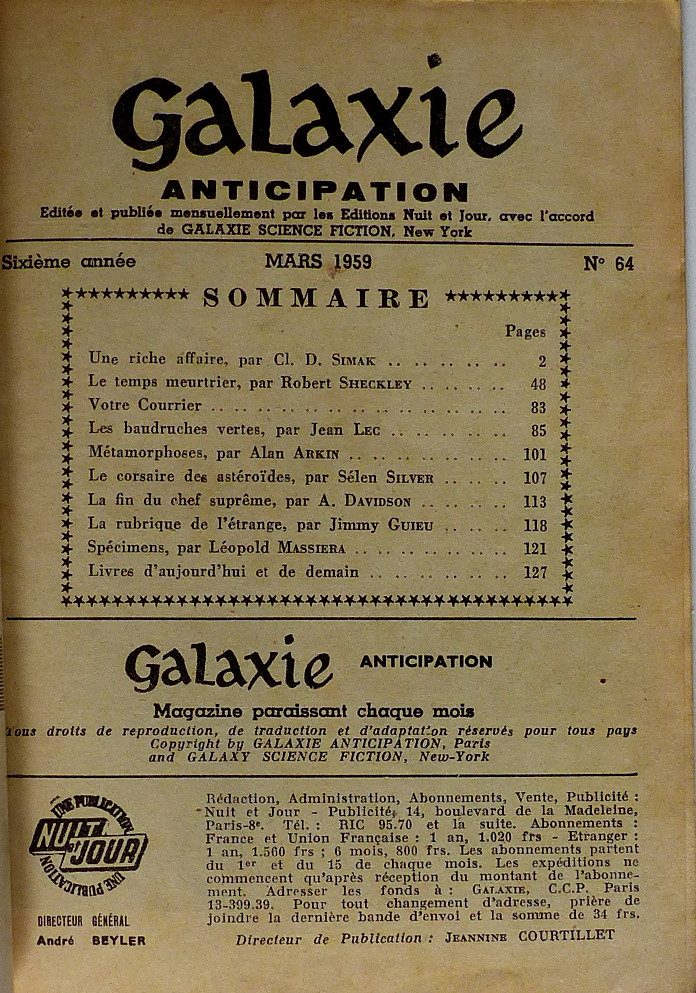 Galaxie
ANTICIPATION
Editée et publiée mensuellement par les Editions Nuit et Jour, avec l'accord
de GALAXIE SCIENCE FICTION, New York
Sixième année MARS 1959 N° 64
SOMMAIRE
Pages
Une riche affaire, par Cl. D. SIMAK .. .. .. .. .. .. 2
Le temps meurtrier, par Robert SHECKLEY .. .. .. .. 48
Votre Courrier .. .. .. .. .. .. .. .. .. .. .. .. .. 83
Les baudruches vertes, par Jean LEC .. .. .. .. .. .. 85
Métamorphoses, par Alan ARKIN .. .. .. .. .. .. .. 101
Le corsaire des astéroïdes, par Sélen SILVER .. .. .. 107
La fin du chef suprême, par A. DAVIDSON .. .. .. .. 113
La rubrique de l'étrange, par Jimmy GUIEU .. .. .. 118
Spécimens, par Léopold MASSIERA .. .. .. .. .. .. .. 121
Livres d'aujourd'hui et de demain .. .. .. .. .. .. 127
Galaxie ANTICIPATION
Magazine paraissant chaque mois
Tous droits de reproduction, de traduction et d'adaptation réservés pour tous pays
Copyright by GALAXIE ANTICIPATION, Paris
and GALAXY SCIENCE FICTION, New-York
UNE PUBLICATION
NUIT
ET JOUR
UNE PUBLICATION
DIRECTEUR GÉNÉRAL
André BEYLER
Rédaction, Administration, Abonnements, Vente, Publicité :
Nuit et Jour - Publicité, 14, boulevard de la Madeleine,
Paris-8e. Tél. : RIC 95.70 et la suite. Abonnements :
France et Union Française : 1 an, 1.020 frs - Etranger :
1 an, 1.500 frs ; 6 mois, 800 frs. Les abonnements partent
du 1er et du 15 de chaque mois. Les expéditions ne
commencent qu'après réception du montant de l'abonne-
ment. Adresser les fonds à : GALAXIE, C.C.P. Paris
13-399.39. Pour tout changement d'adresse, prière de
joindre la dernière bande d'envoi et la somme de 34 frs.
Directeur de Publication : JEANNINE COURTILLET